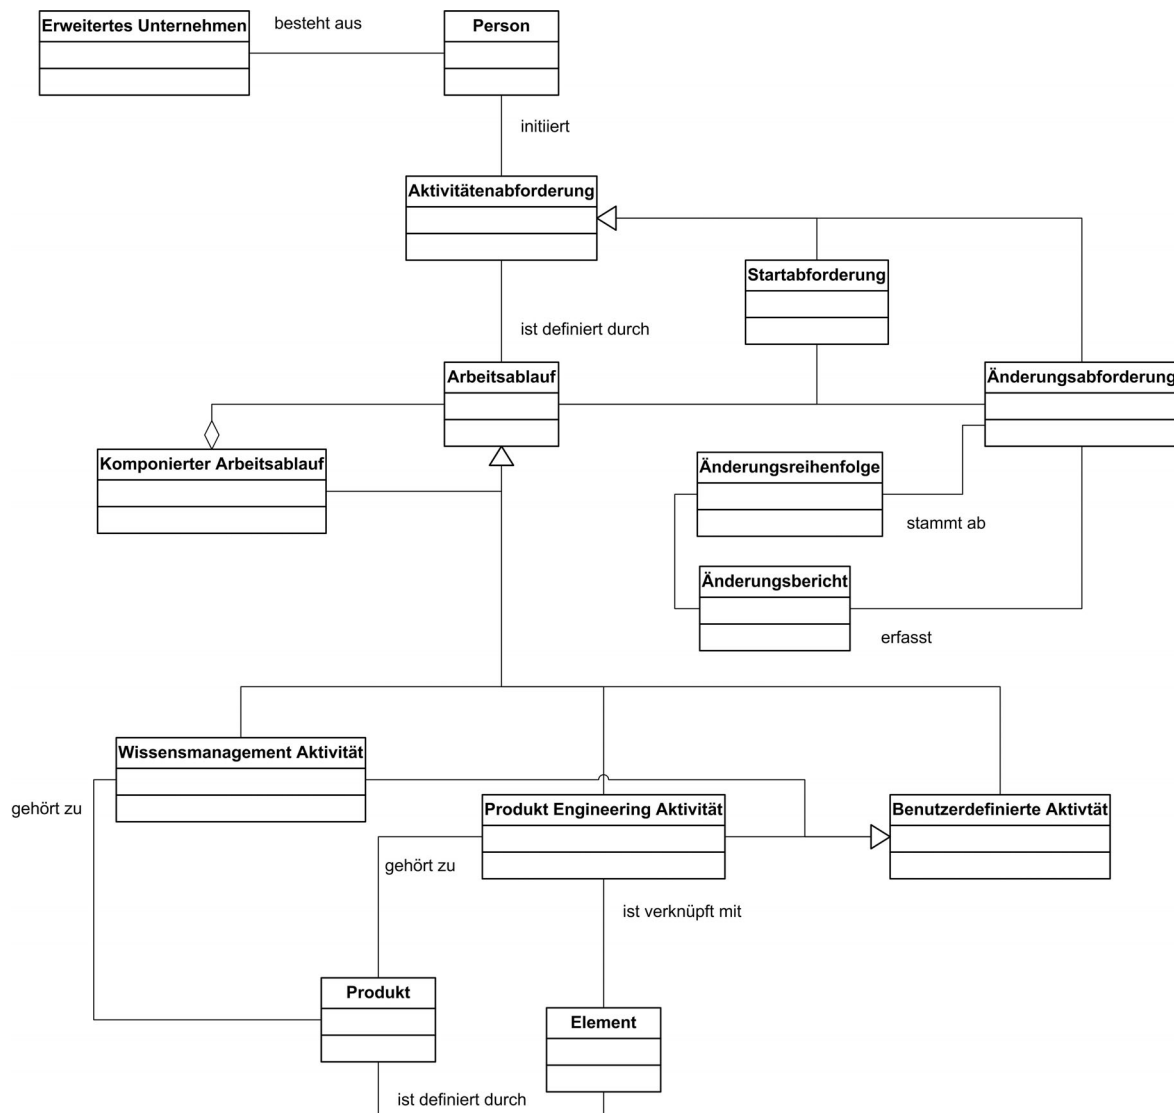 Erweitertes Unternehmen
besteht aus
Person
initiiert
Aktivitätenabforderung
Startabforderung
ist definiert durch
Arbeitsablauf
Änderungsabforderung
Komponierter Arbeitsablauf
Änderungsreihenfolge
stammt ab
Änderungsbericht
erfasst
Wissensmanagement Aktivität
gehört zu
Produkt Engineering Aktivität
Benutzerdefinierte Aktivtät
gehört zu
ist verknüpft mit
Produkt
Element
ist definiert durch